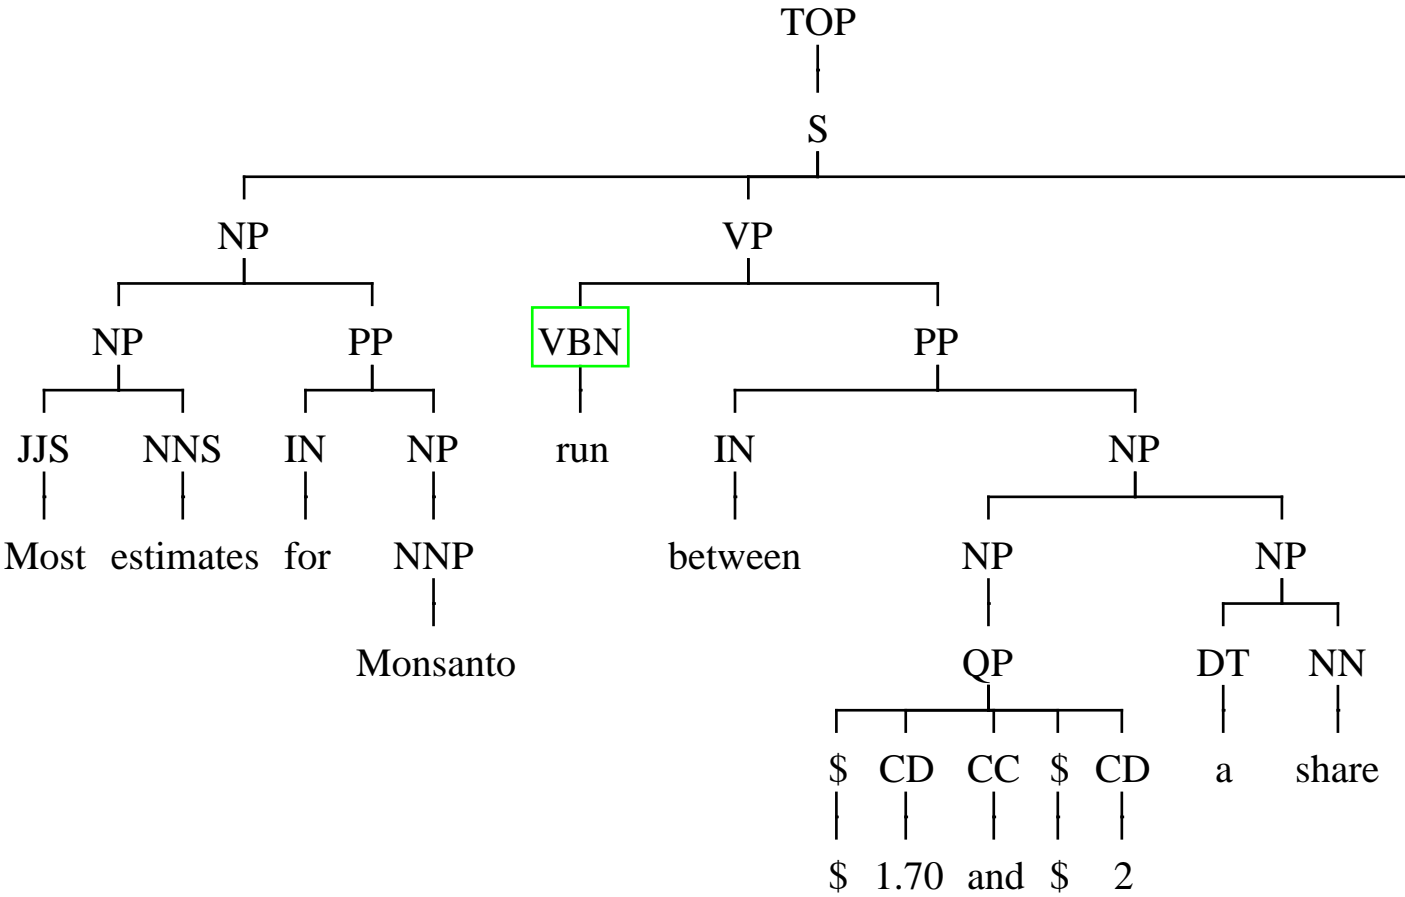 TOP
S
NP VP
NP PP VBN PP
JJS NNS IN NP run IN NP
Most estimates for NNP between NP NP
Monsanto QP DT NN
$ CD CC $ CD a share
$ 1.70 and $ 2